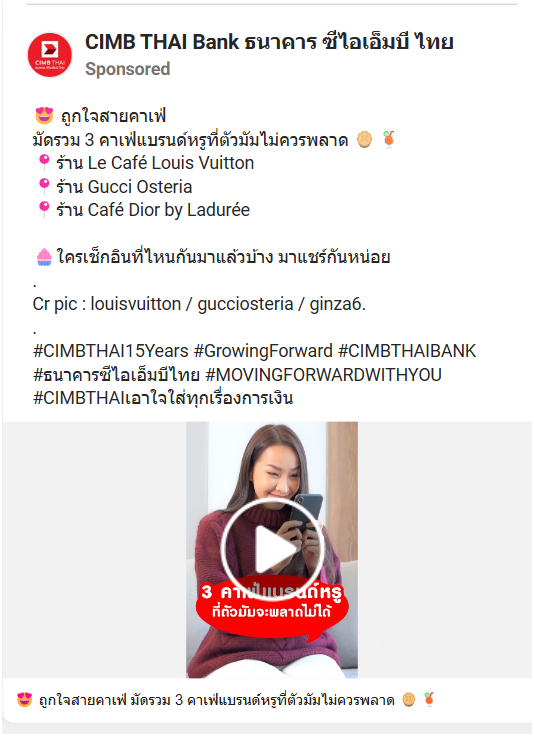 CIMB THAI Bank ธนาคาร ซีไอเอ็มบี ไทย
CIMB THAI
Sponsored
😍 ถูกใจสายคาเฟ่
มัดรวม 3 คาเฟ่แบรนด์หรูที่ตัวมัมไม่ควรพลาด 🥞🍹
📍 ร้าน Le Café Louis Vuitton
📍 ร้าน Gucci Osteria
📍 ร้าน Café Dior by Ladurée
🧁 ใครเช็กอินที่ไหนกันมาแล้วบ้าง มาแชร์กันหน่อย
.
Cr pic : louisvuitton / gucciosteria / ginza6.
.
#CIMBTHAI15Years #GrowingForward #CIMBTHAIBANK
#ธนาคารซีไอเอ็มบีไทย #MOVINGFORWARDWITHYOU
#CIMBTHAIเอาใจใส่ทุกเรื่องการเงิน
3 คาเฟ่แบรนด์หรู
ที่ตัวมัมจะพลาดไม่ได้
😍 ถูกใจสายคาเฟ่ มัดรวม 3 คาเฟ่แบรนด์หรูที่ตัวมัมไม่ควรพลาด 🥞🍹